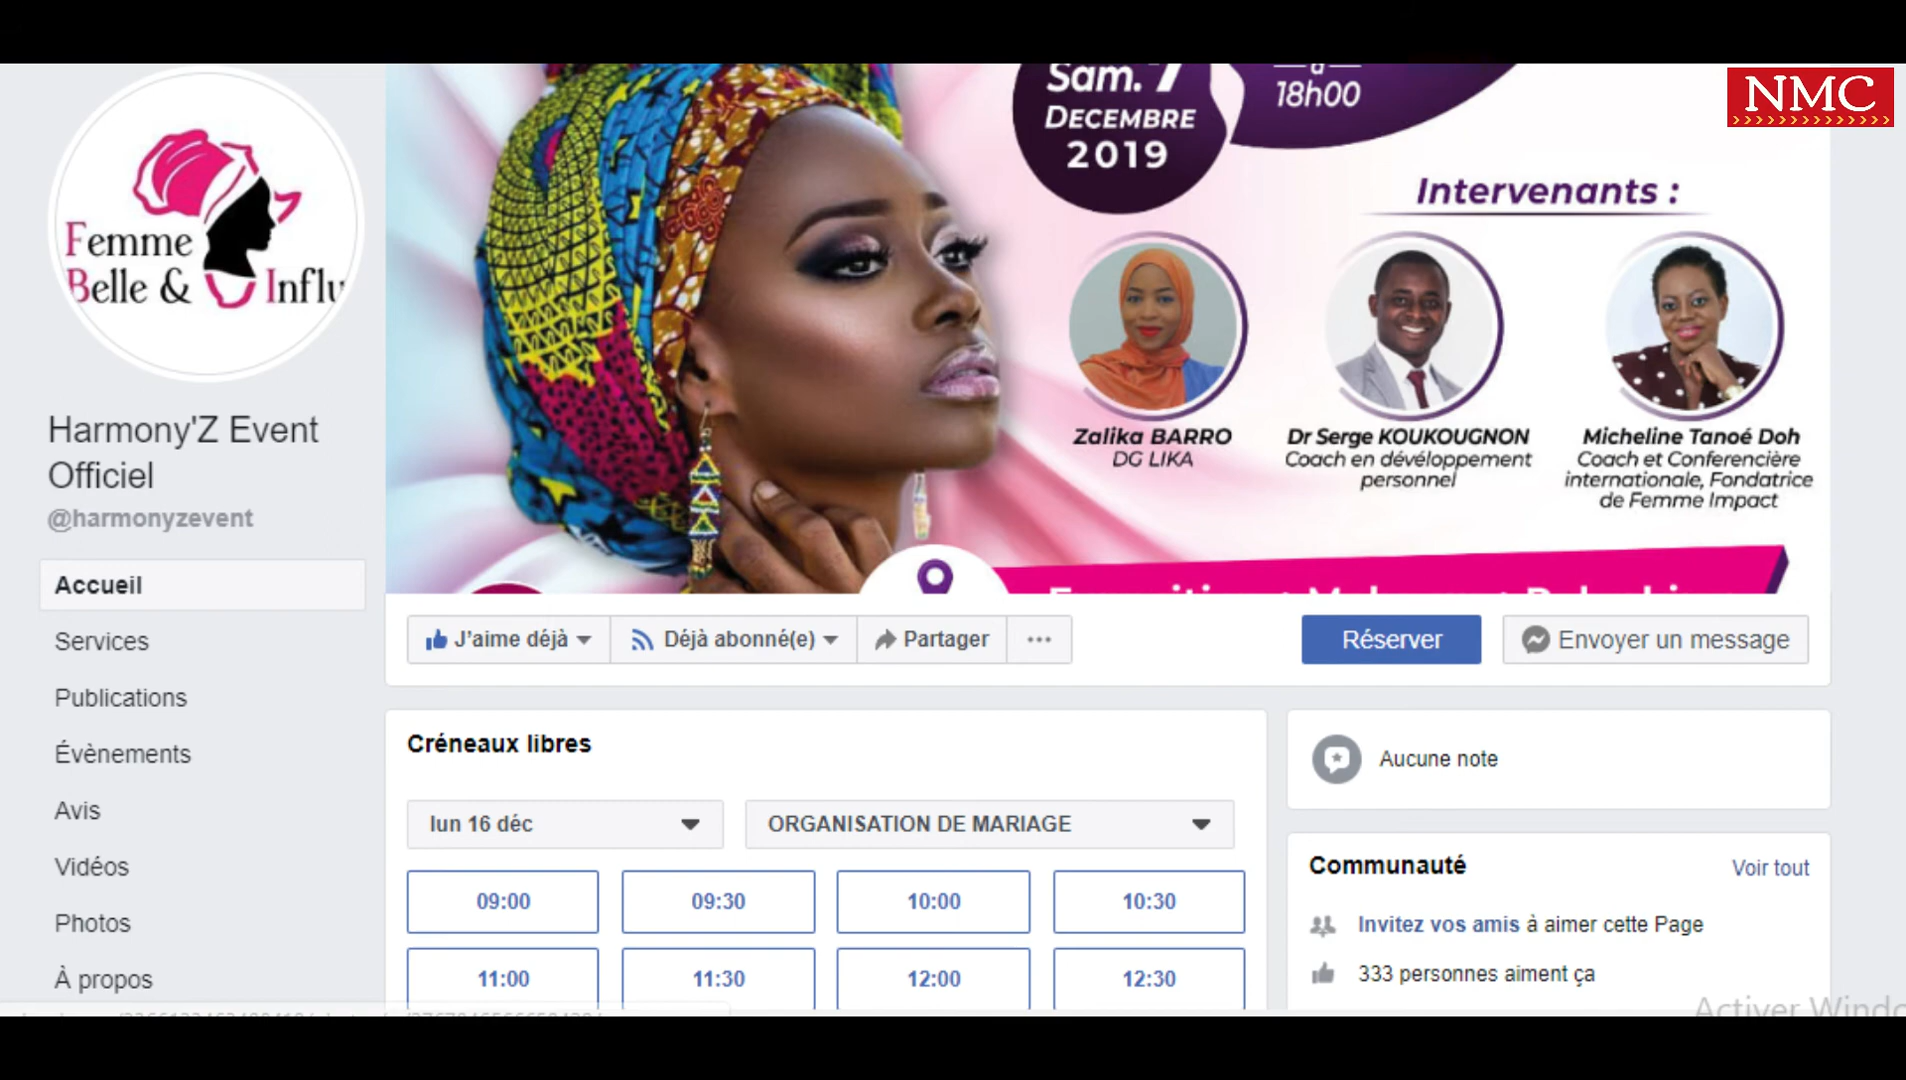 NMC
Sam. 7
DECEMBRE
2019
à
18h00
Intervenants :
Zalika BARRO
DG LIKA
Dr Serge KOUKOUGNON
Coach en dévéloppement
personnel
Micheline Tanoé Doh
Coach et Conferencière
internationale, Fondatrice
de Femme Impact
Femme
Belle & Influ
Harmony'Z Event
Officiel
@harmonyzevent
Accueil
Services
Publications
Évènements
Avis
Vidéos
Photos
À propos
J'aime déjà
Déjà abonné(e)
Partager
...
Réserver
Envoyer un message
Créneaux libres
lun 16 déc
ORGANISATION DE MARIAGE
09:00
09:30
10:00
10:30
11:00
11:30
12:00
12:30
Aucune note
Communauté
Voir tout
Invitez vos amis à aimer cette Page
333 personnes aiment ça
Activer Windo